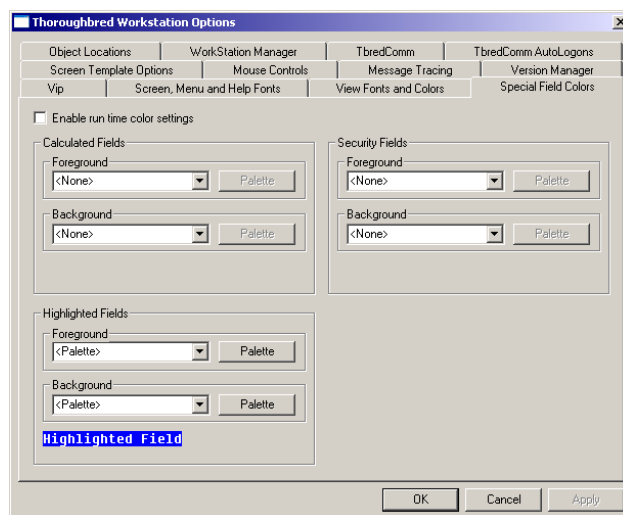 Thoroughbred Workstation Options
Object Locations WorkStation Manager TbredComm TbredComm AutoLogons
Screen Template Options Mouse Controls Message Tracing Version Manager
Vip Screen, Menu and Help Fonts View Fonts and Colors Special Field Colors
Enable run time color settings
Calculated Fields Security Fields
Foreground Foreground
<None> Palette <None> Palette
Background Background
<None> Palette <None> Palette
Highlighted Fields
Foreground
<Palette> Palette
Background
<Palette> Palette
Highlighted Field
OK Cancel Apply